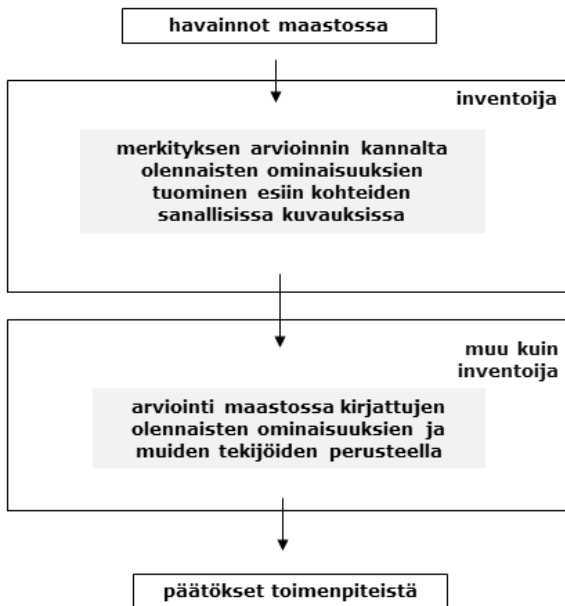 havainnot maastossa
inventoija
merkityksen arvioinnin kannalta
olennaisten ominaisuuksien
tuominen esiin kohteiden
sanallisissa kuvauksissa
muu kuin
inventoija
arviointi maastossa kirjattujen
olennaisten ominaisuuksien ja
muiden tekijöiden perusteella
päätökset toimenpiteistä